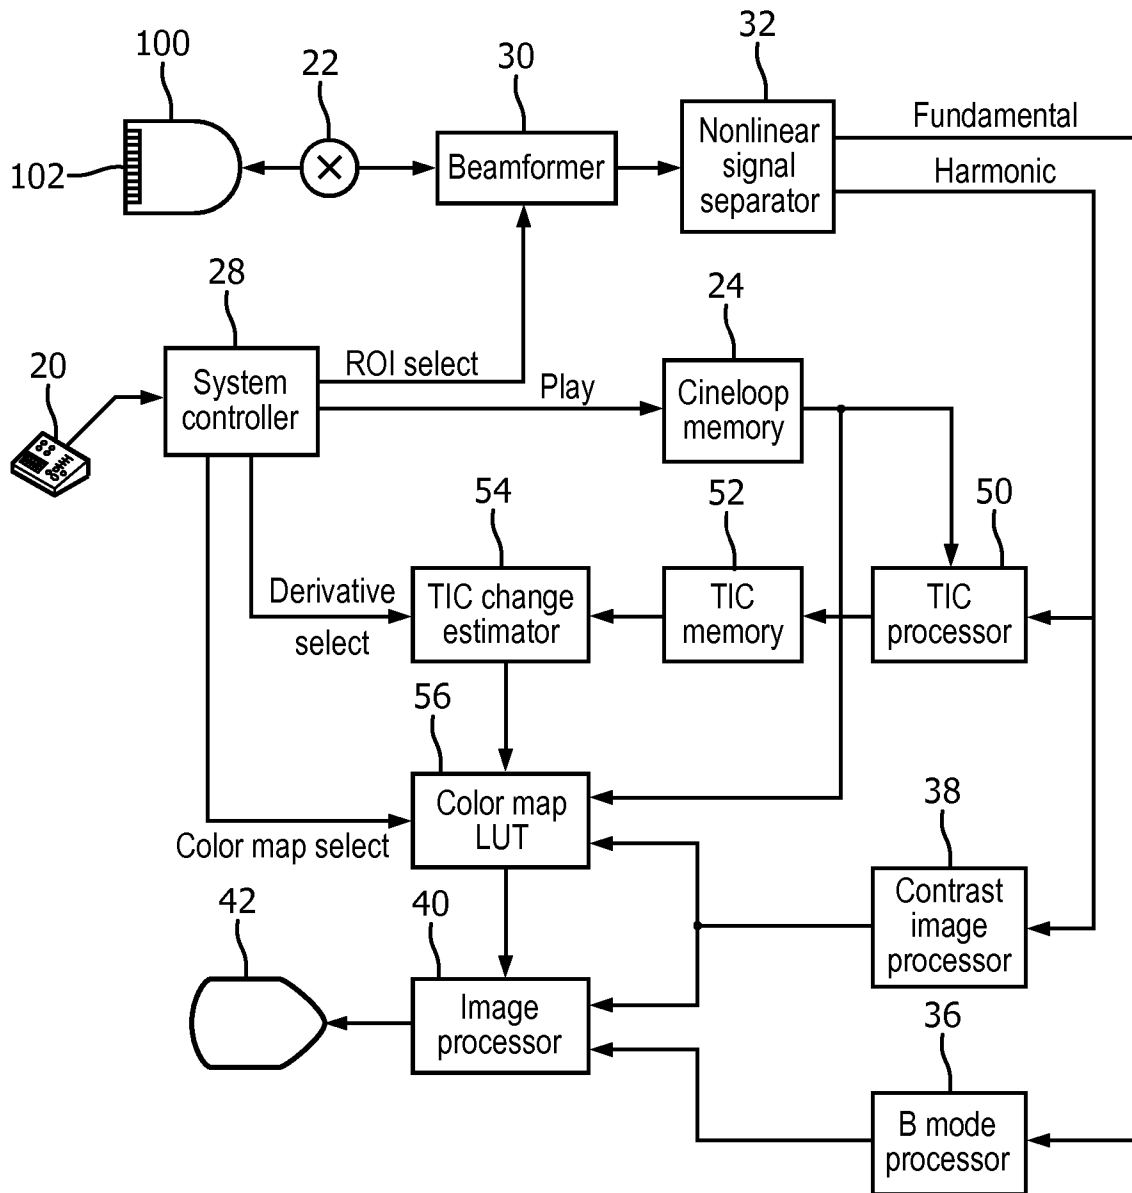 100
22
30
32
Fundamental
Nonlinear
signal
separator
Harmonic
102
Beamformer
28
24
20
System
controller
ROI select
Play
Cineloop
memory
54
52
50
Derivative
select
TIC change
estimator
TIC
memory
TIC
processor
56
Color map
LUT
Color map select
38
Contrast
image
processor
42
40
Image
processor
36
B mode
processor